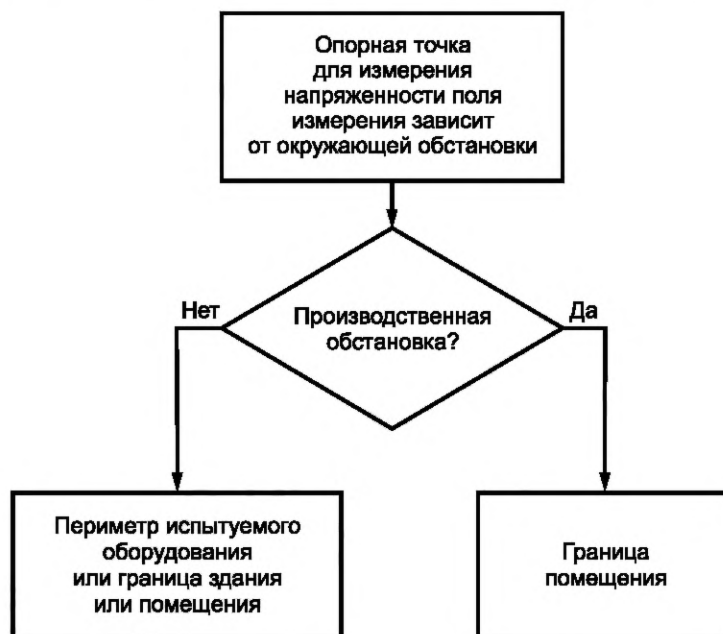 Опорная точка
для измерения
напряженности поля
измерения зависит
от окружающей обстановки
Нет
Да
Производственная
обстановка?
Периметр испытуемого
оборудования
или граница здания
или помещения
Граница
помещения